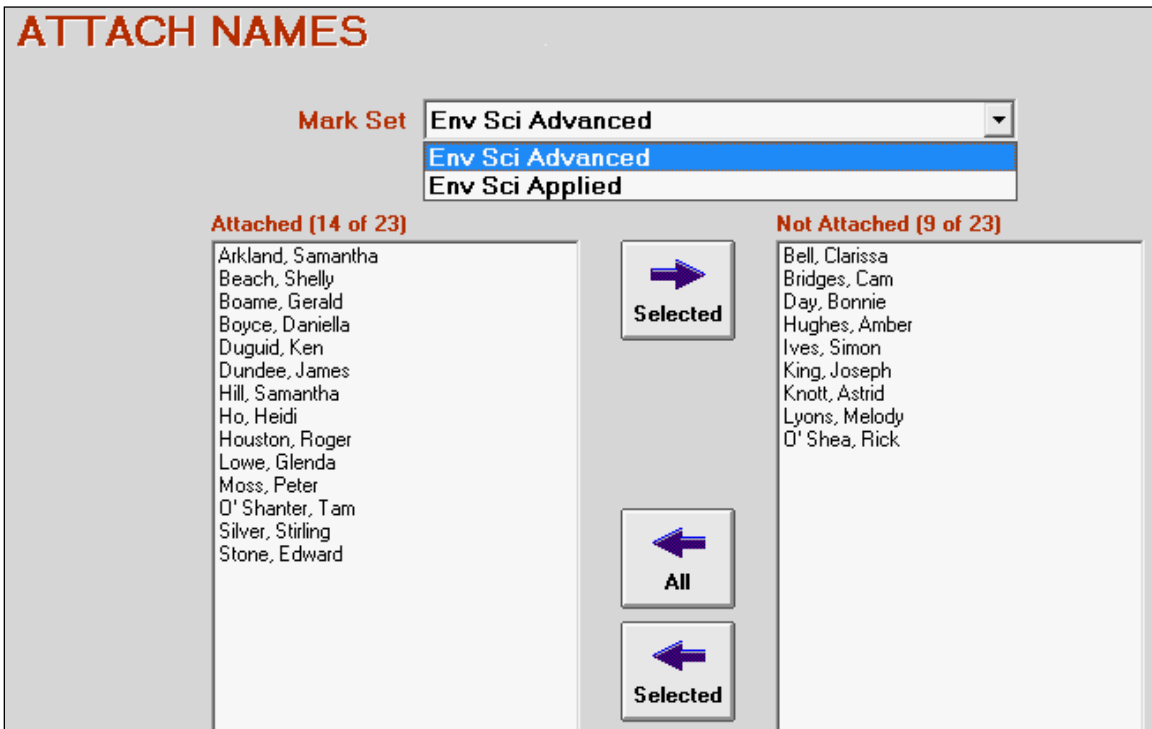 ATTACH NAMES
Mark Set
Env Sci Advanced
Env Sci Advanced
Env Sci Applied
Attached (14 of 23)
Arkland, Samantha
Beach, Shelly
Boame, Gerald
Boyce, Daniella
Duguid, Ken
Dundee, James
Hill, Samantha
Ho, Heidi
Houston, Roger
Lowe, Glenda
Moss, Peter
O' Shanter, Tam
Silver, Stirling
Stone, Edward
Selected
All
Selected
Not Attached (9 of 23)
Bell, Clarissa
Bridges, Cam
Day, Bonnie
Hughes, Amber
Ives, Simon
King, Joseph
Knott, Astrid
Lyons, Melody
O' Shea, Rick